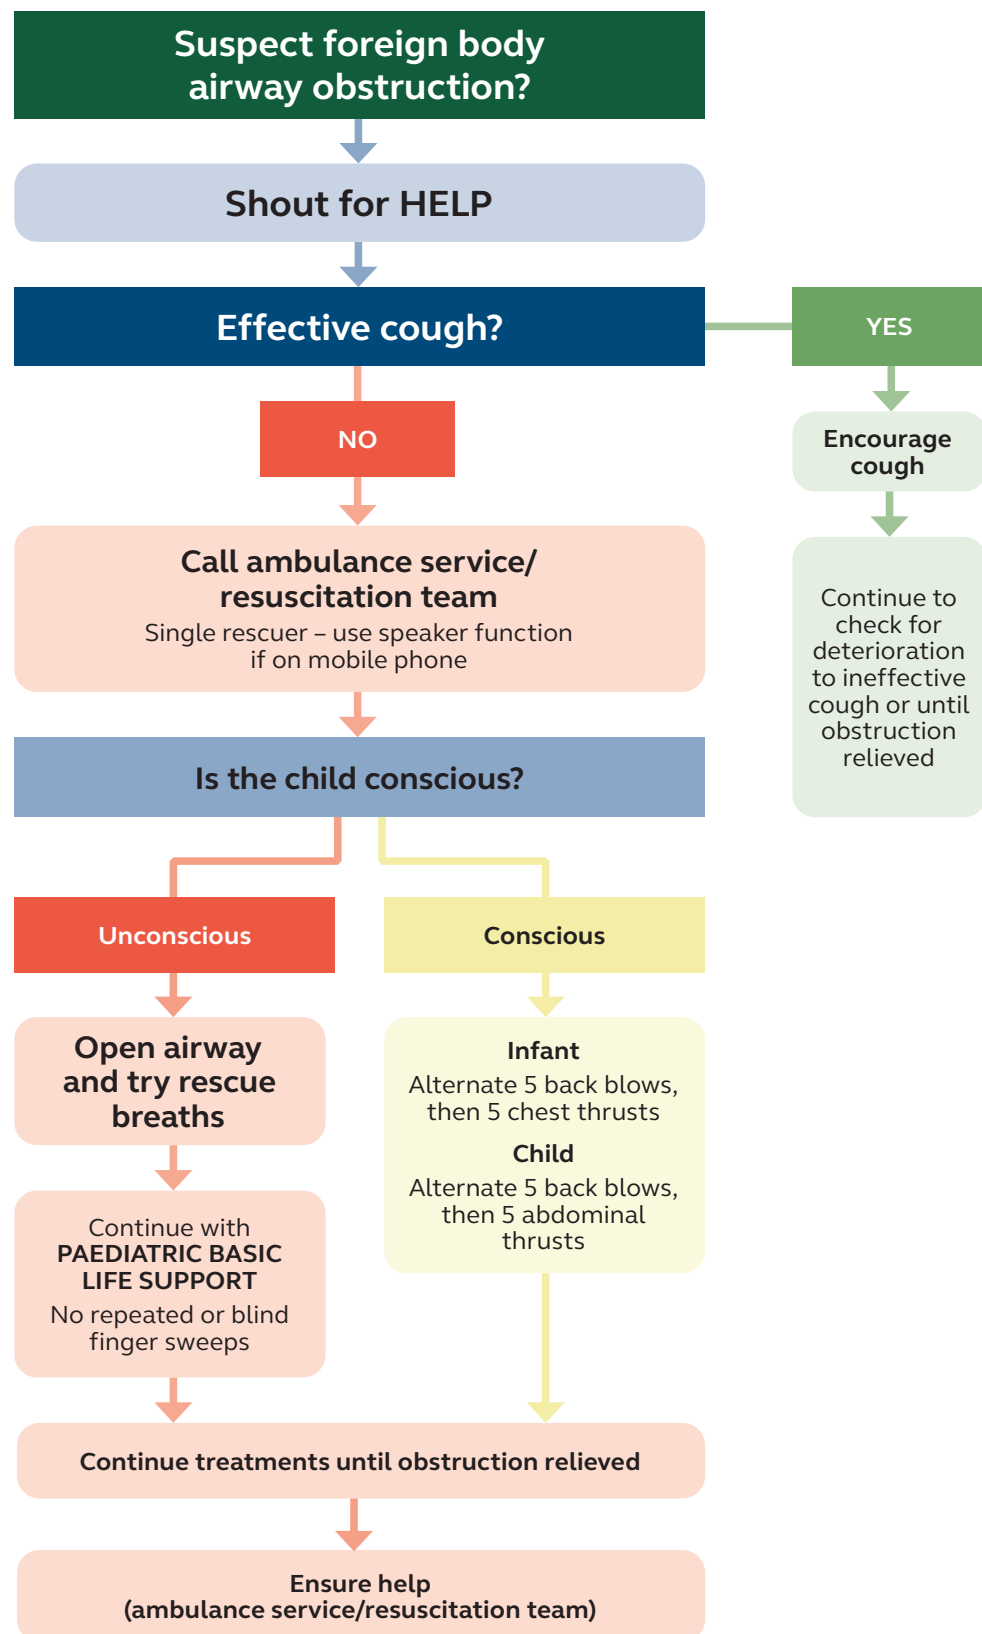 Suspect foreign body
airway obstruction?
Shout for HELP
Effective cough?
YES
Encourage
cough
Continue to
check for
deterioration
to ineffective
cough or until
obstruction
relieved
NO
Call ambulance service/
resuscitation team
Single rescuer – use speaker function
if on mobile phone
Is the child conscious?
Unconscious
Open airway
and try rescue
breaths
Continue with
PAEDIATRIC BASIC
LIFE SUPPORT
No repeated or blind
finger sweeps
Conscious
Infant
Alternate 5 back blows,
then 5 chest thrusts
Child
Alternate 5 back blows,
then 5 abdominal
thrusts
Continue treatments until obstruction relieved
Ensure help
(ambulance service/resuscitation team)